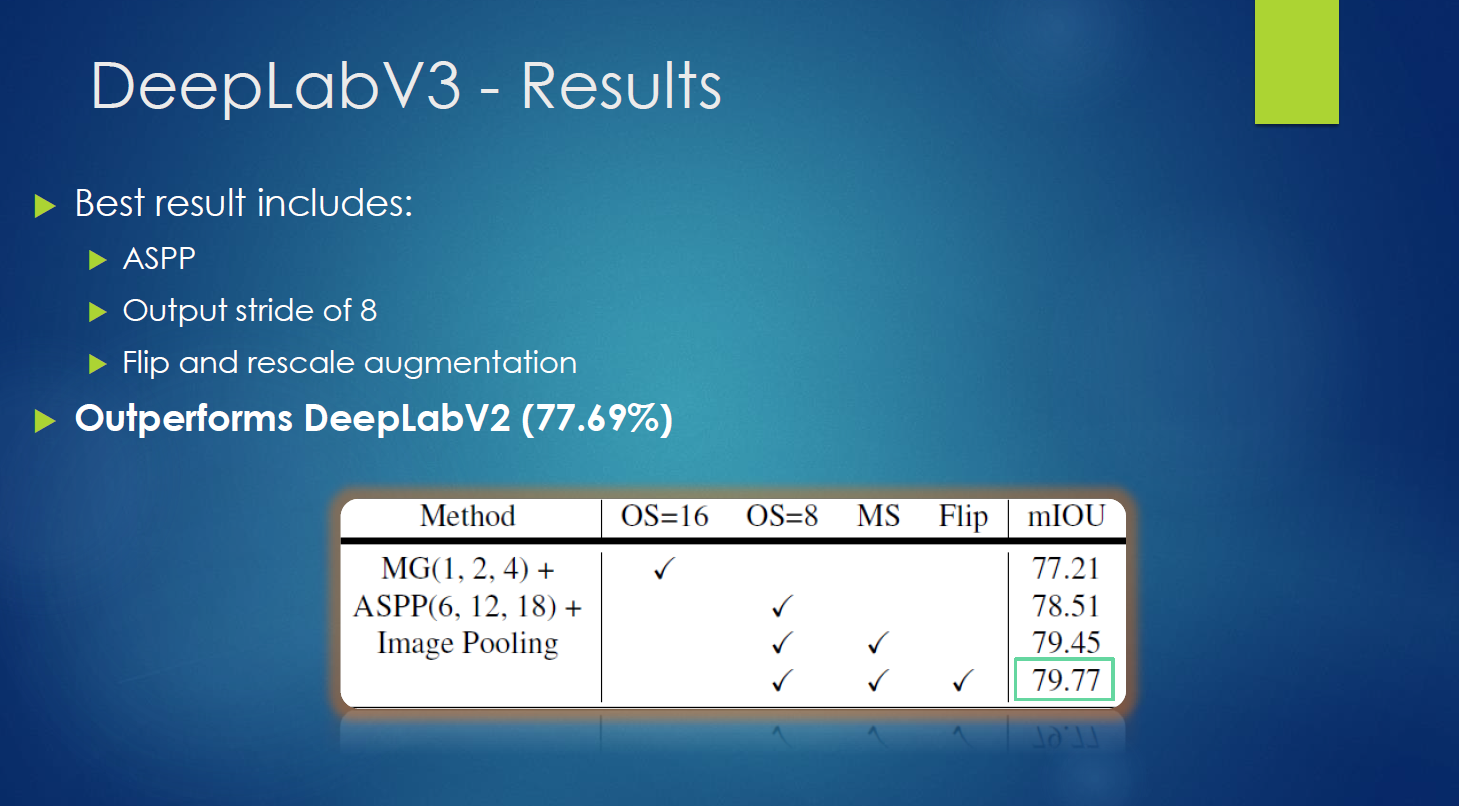 DeepLabV3 - Results
Best result includes:
ASPP
Output stride of 8
Flip and rescale augmentation
Outperforms DeepLabV2 (77.69%)
Method OS=16 OS=8 MS Flip mIOU
MG(1, 2, 4) + ✓ 77.21
ASPP(6, 12, 18) + ✓ 78.51
Image Pooling ✓ ✓ 79.45
✓ ✓ ✓ 79.77